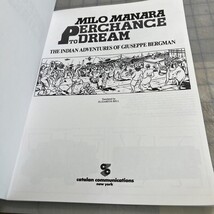 MILO MANARA
PERCHANCE
TO DREAM
THE INDIAN ADVENTURES OF GIUSEPPE BERGMAN
catalan communications
new york